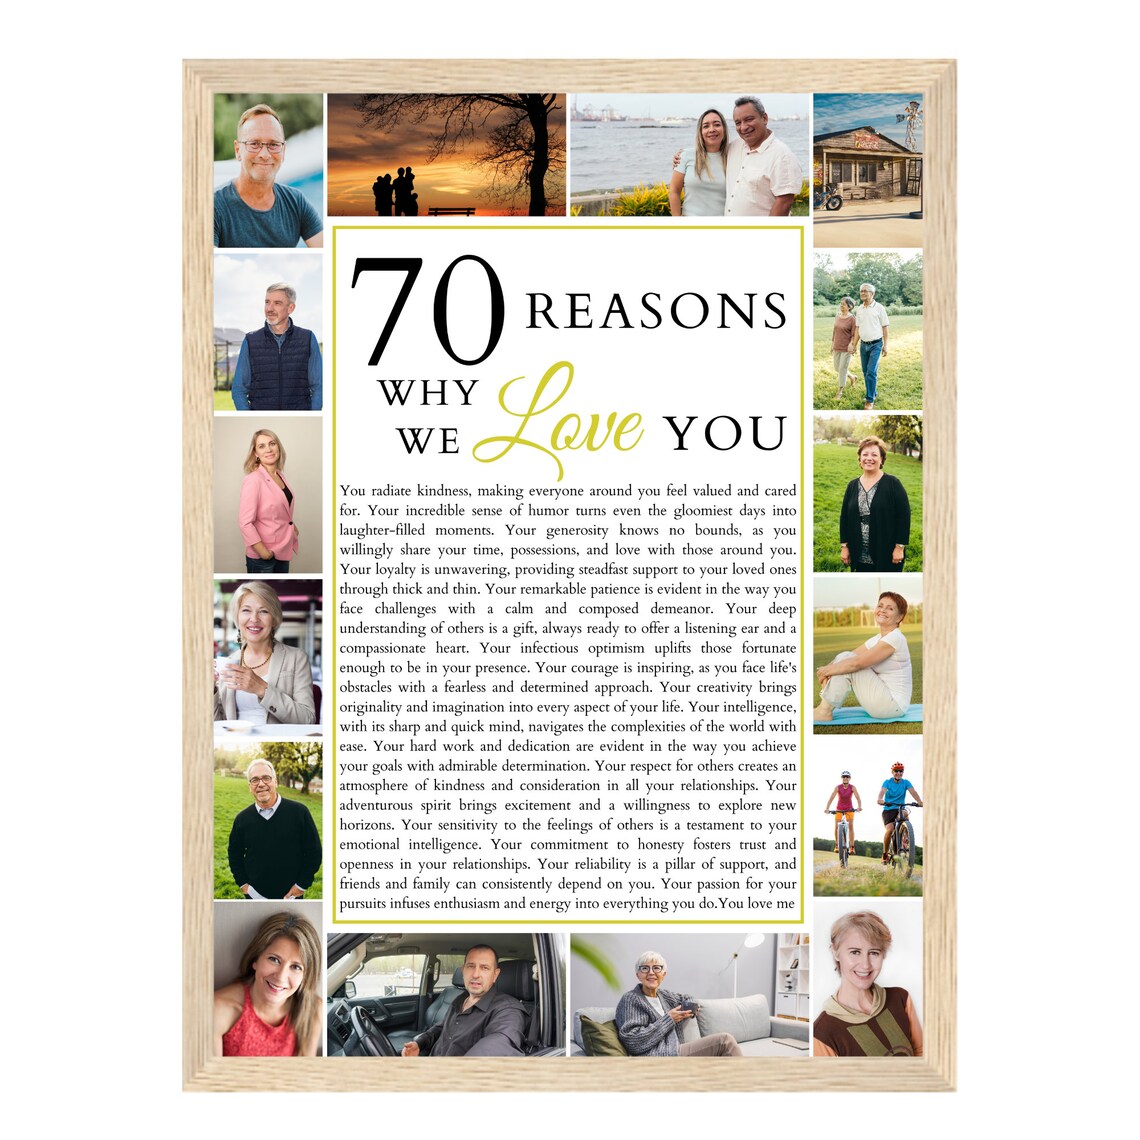 70 REASONS
WHY
WE Love YOU
You radiate kindness, making everyone around you feel valued and cared
for. Your incredible sense of humor turns even the gloomiest days into
laughter-filled moments. Your generosity knows no bounds, as you
willingly share your time, possessions, and love with those around you.
Your loyalty is unwavering, providing steadfast support to your loved ones
through thick and thin. Your remarkable patience is evident in the way you
face challenges with a calm and composed demeanor. Your deep
understanding of others is a gift, always ready to offer a listening ear and a
compassionate heart. Your infectious optimism uplifts those fortunate
enough to be in your presence. Your courage is inspiring, as you face life's
obstacles with a fearless and determined approach. Your creativity brings
originality and imagination into every aspect of your life. Your intelligence,
with its sharp and quick mind, navigates the complexities of the world with
ease. Your hard work and dedication are evident in the way you achieve
your goals with admirable determination. Your respect for others creates an
atmosphere of kindness and consideration in all your relationships. Your
adventurous spirit brings excitement and a willingness to explore new
horizons. Your sensitivity to the feelings of others is a testament to your
emotional intelligence. Your commitment to honesty fosters trust and
openness in your relationships. Your reliability is a pillar of support, and
friends and family can consistently depend on you. Your passion for your
pursuits infuses enthusiasm and energy into everything you do.You love me